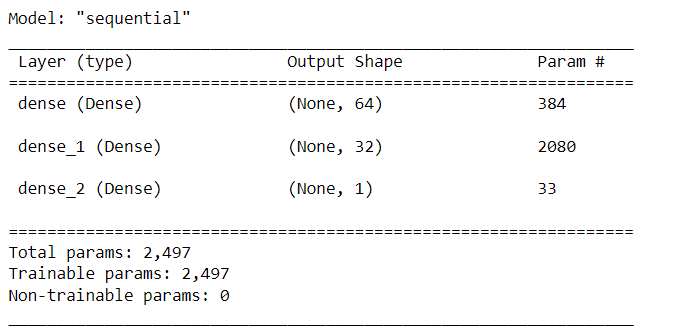 Model: "sequential"
_________________________________________________________________
Layer (type) Output Shape Param #
=================================================================
dense (Dense) (None, 64) 384
dense_1 (Dense) (None, 32) 2080
dense_2 (Dense) (None, 1) 33
=================================================================
Total params: 2,497
Trainable params: 2,497
Non-trainable params: 0
_________________________________________________________________